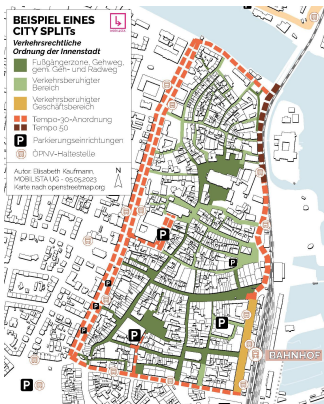 BEISPIEL EINES
CITY SPLITs
Verkehrsrechtliche
Ordnung der Innenstadt
Fußgängerzone, Gehweg,
gem. Geh- und Radweg
Verkehrsberuhigter
Bereich
Verkehrsberuhigter
Geschäftsbereich
Tempo-30-Anordnung
Tempo 50
P Parkierungseinrichtungen
ÖPNV-Haltestelle
Autor: Elisabeth Kaufmann,
MOBILISTA UG - 05.05.2023
Karte nach openstreetmap.org
N
P
P
P
P
P
P
P
P
P
BAHNHOF